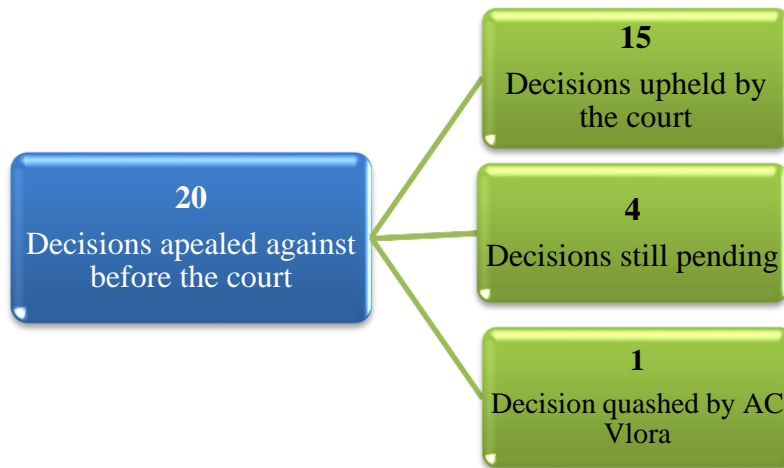 20
Decisions apealed against
before the court
15
Decisions upheld by
the court
4
Decisions still pending
1
Decision quashed by AC
Vlora